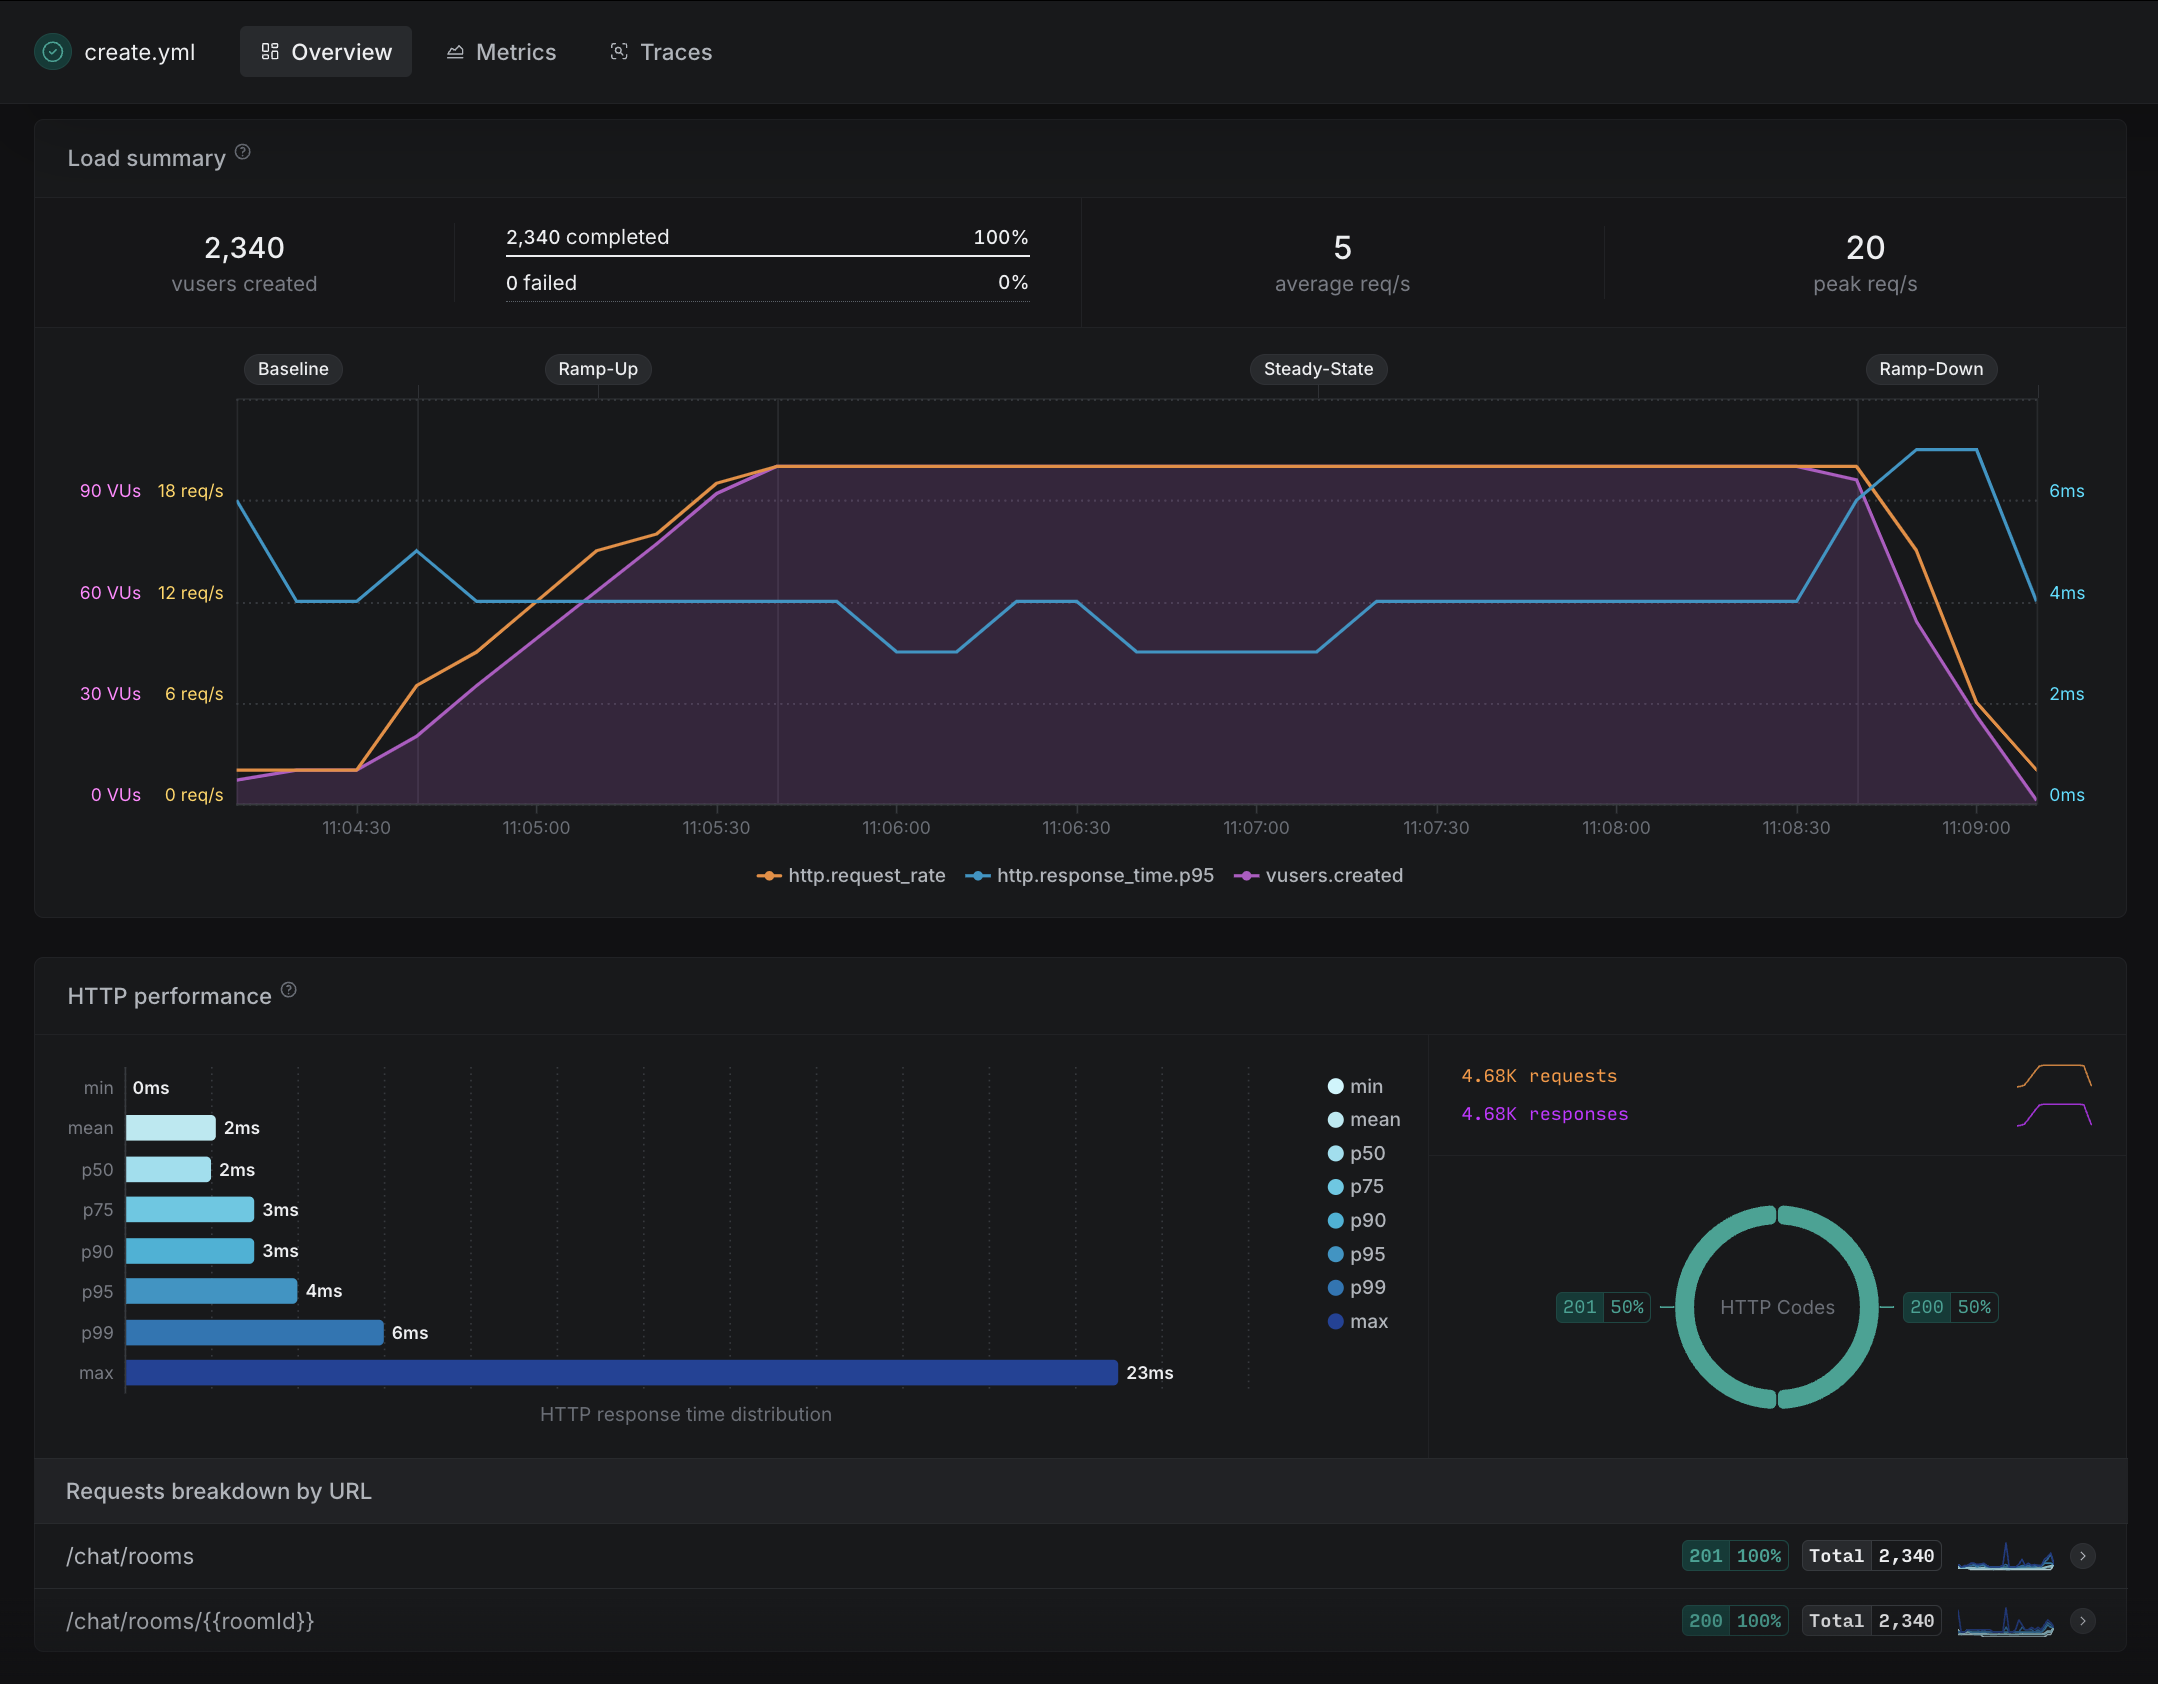 create.yml
Overview
Metrics
Traces
Load summary
2,340
vusers created
2,340 completed 100%
0 failed 0%
5
average req/s
20
peak req/s
Baseline
Ramp-Up
Steady-State
Ramp-Down
90 VUs 18 req/s 6ms
60 VUs 12 req/s 4ms
30 VUs 6 req/s 2ms
0 VUs 0 req/s 0ms
11:04:30 11:05:00 11:05:30 11:06:00 11:06:30 11:07:00 11:07:30 11:08:00 11:08:30 11:09:00
http.request_rate http.response_time.p95 vusers.created
HTTP performance
min 0ms
mean 2ms
p50 2ms
p75 3ms
p90 3ms
p95 4ms
p99 6ms
max 23ms
HTTP response time distribution
min
mean
p50
p75
p90
p95
p99
max
4.68K requests
4.68K responses
201 50%
HTTP Codes
200 50%
Requests breakdown by URL
/chat/rooms 201 100% Total 2,340
/chat/rooms/{{roomId}} 200 100% Total 2,340